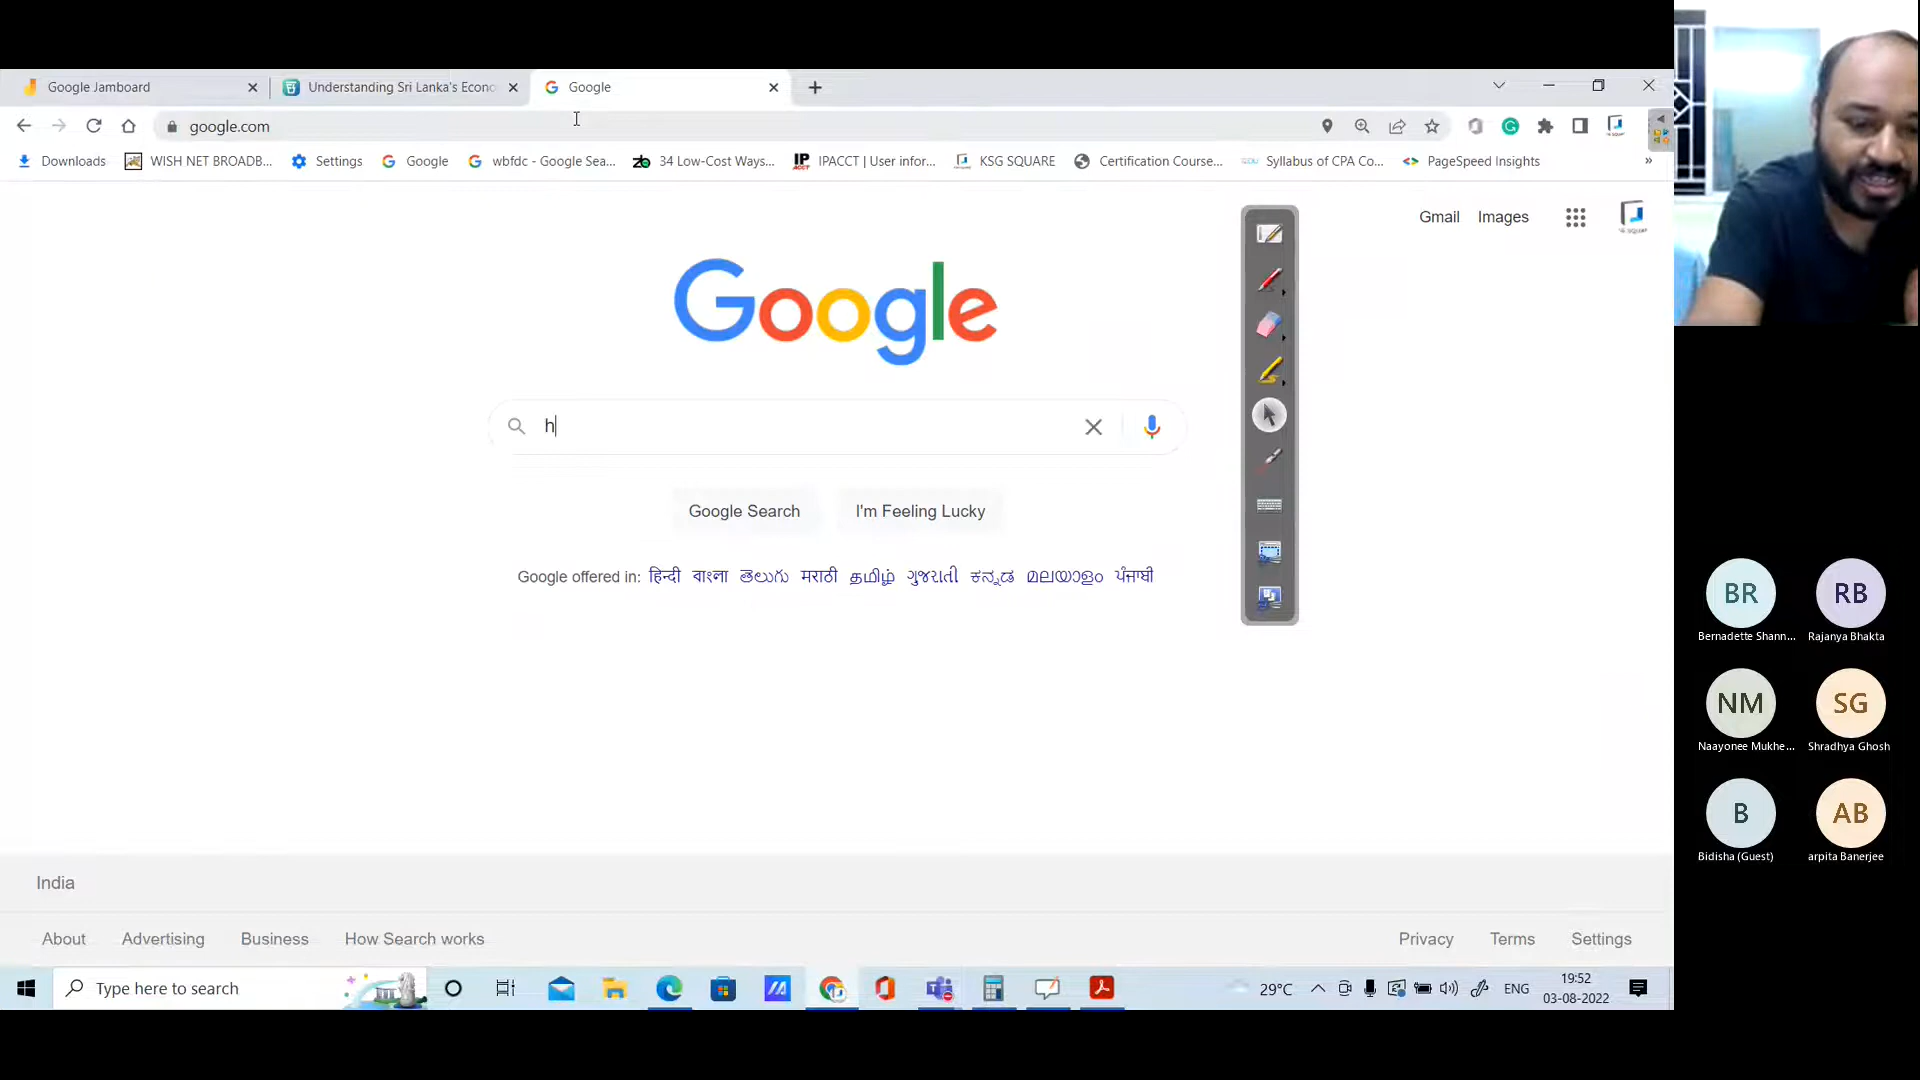 Google Jamboard
Understanding Sri Lanka's Econo
Google
google.com
Downloads
WISH NET BROADB...
Settings
Google
wbfdc - Google Sea...
34 Low-Cost Ways...
IPACCT | User infor...
KSG SQUARE
Certification Course...
Syllabus of CPA Co...
PageSpeed Insights
»
Gmail
Images
Google
h
Google Search
I'm Feeling Lucky
Google offered in: हिन्दी বাংলা తెలుగు मराठी தமிழ் ગુજરાતી ಕನ್ನಡ മലയാളം ਪੰਜਾਬੀ
India
About
Advertising
Business
How Search works
Privacy
Terms
Settings
Type here to search
29°C
ENG
19:52
03-08-2022
BR
Bernadette Shann...
RB
Rajanya Bhakta
NM
Naayonee Mukhe...
SG
Shradhya Ghosh
B
Bidisha (Guest)
AB
arpita Banerjee